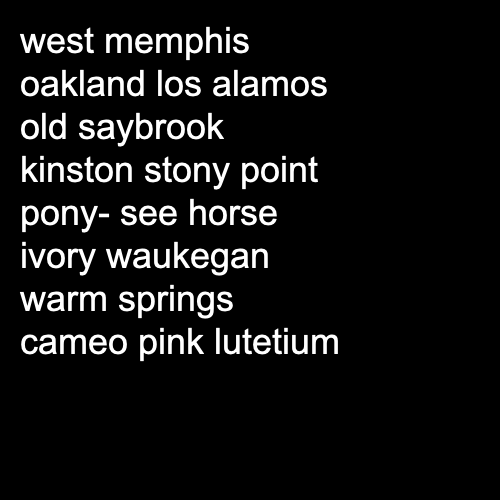 west memphis
oakland los alamos
old saybrook
kinston stony point
pony- see horse
ivory waukegan
warm springs
cameo pink lutetium